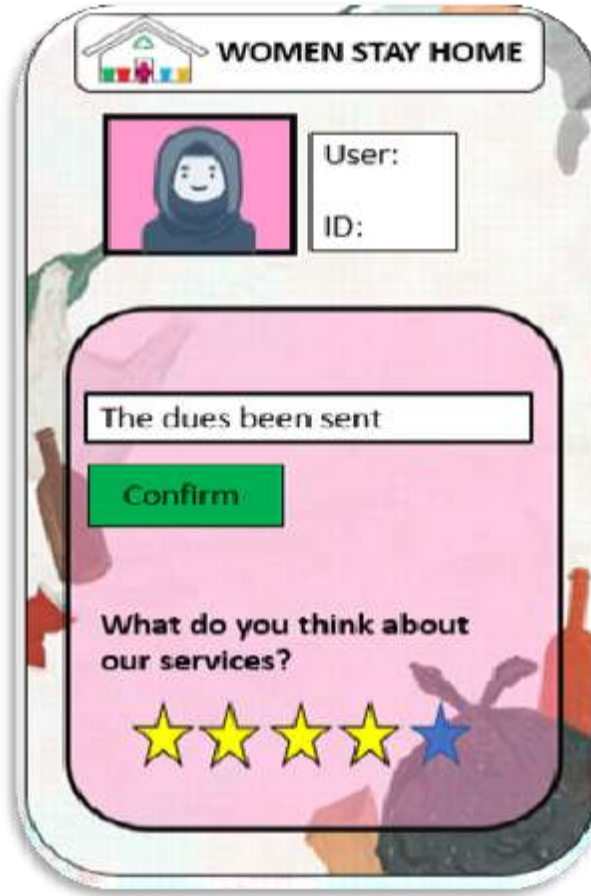 WOMEN STAY HOME
User:
ID:
The dues been sent
Confirm
What do you think about
our services?